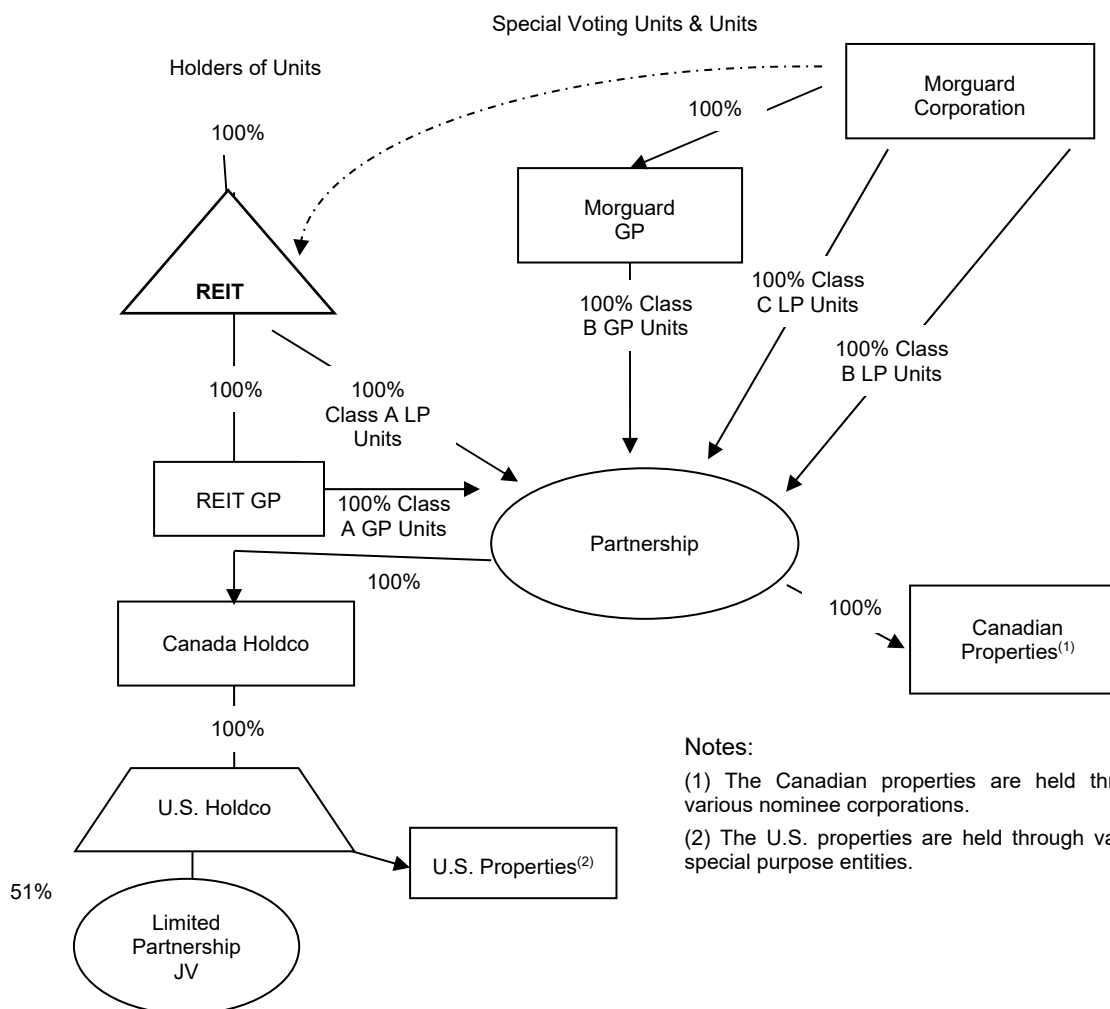 Special Voting Units & Units
Holders of Units
Morguard
Corporation
100%
100%
Morguard
GP
REIT
100% Class
C LP Units
100% Class
B GP Units
100% Class
B LP Units
100%
100%
Class A LP
Units
REIT GP
100% Class
A GP Units
Partnership
100%
100%
Canada Holdco
Canadian
Properties(1)
100%
Notes:
(1) The Canadian properties are held
various nominee corporations.
(2) The U.S. properties are held through
special purpose entities.
U.S. Holdco
U.S. Properties(2)
51%
Limited
Partnership
JV